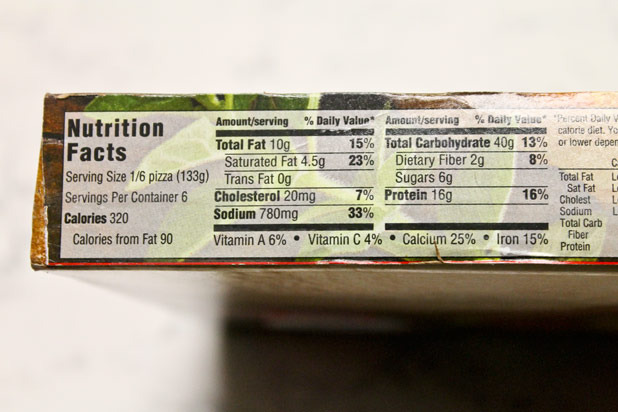 Nutrition
Facts
Serving Size 1/6 pizza (133g)
Servings Per Container 6
Calories 320
Calories from Fat 90
Amount/serving % Daily Value*
Total Fat 10g 15%
Saturated Fat 4.5g 23%
Trans Fat 0g
Cholesterol 20mg 7%
Sodium 780mg 33%
Amount/serving % Daily Value*
Total Carbohydrate 40g 13%
Dietary Fiber 2g 8%
Sugars 6g
Protein 16g 16%
Vitamin A 6% • Vitamin C 4% • Calcium 25% • Iron 15%
*Percent Daily V
calorie diet. Yo
or lower depen
C
Total Fat
Sat Fat
Cholest
Sodium
Total Carb
Fiber
Protein